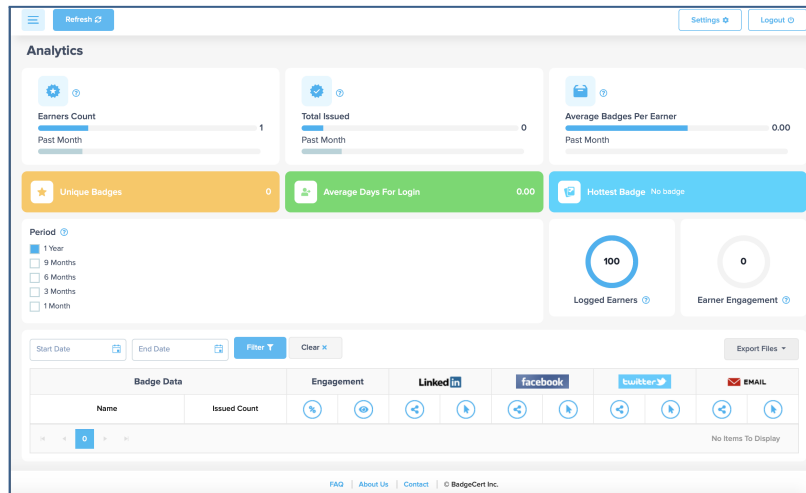 Refresh
Settings
Logout
Analytics
Earners Count
1
Past Month
Total Issued
0
Past Month
Average Badges Per Earner
0.00
Past Month
Unique Badges 0
Average Days For Login 0.00
Hottest Badge No badge
Period
1 Year
9 Months
6 Months
3 Months
1 Month
100
Logged Earners
0
Earner Engagement
Start Date
End Date
Filter
Clear ×
Export Files
Badge Data Engagement Linked in facebook twitter EMAIL
Name Issued Count %
0
No Items To Display
FAQ | About Us | Contact | © BadgeCert Inc.